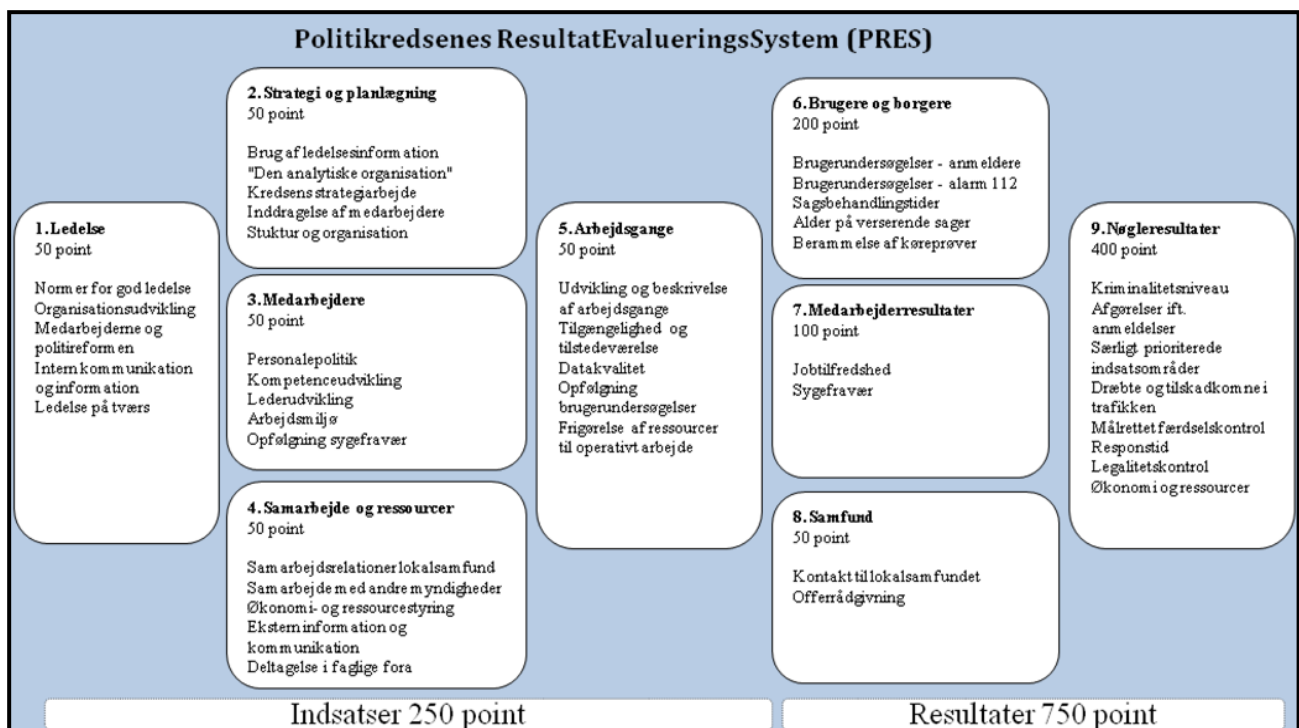 Politikredsenes ResultatEvalueringsSystem (PRES)
1.Ledelse
50 point
Normer for god ledelse
Organisationsudvikling
Medarbejderne og
politireformen
Intern kommunikation
og information
Ledelse på tværs
2.Strategi og planlægning
50 point
Brug af ledelsesinformation
"Den analytiske organisation"
Kredsens strategiarbejde
Inddragelse af medarbejdere
Stuktur og organisation
3.Medarbejdere
50 point
Personalepolitik
Kompetenceudvikling
Lederudvikling
Arbejdsmiljø
Opfølgning sygefravær
4.Samarbejde og ressourcer
50 point
Samarbejdsrelationer lokalsamfund
Samarbejde med andre myndigheder
Økonomi- og ressourcestyring
Ekstern information og
kommunikation
Deltagelse i faglige fora
5.Arbejdsgange
50 point
Udvikling og beskrivelse
af arbejdsgange
Tilgængelighed og
tilstedeværelse
Datakvalitet
Opfølgning
brugerundersøgelser
Frigørelse af ressourcer
til operativt arbejde
6.Brugere og borgere
200 point
Brugerundersøgelser - anmeldere
Brugerundersøgelser - alarm 112
Sagsbehandlingstider
Alder på verserende sager
Berammelse af køreprøver
7.Medarbejderresultater
100 point
Jobtilfredshed
Sygefravær
8.Samfund
50 point
Kontakt til lokalsamfundet
Offerrådgivning
9.Nøgleresultater
400 point
Kriminalitetsniveau
Afgørelser ift.
anmeldelser
Særligt prioriterede
indsatsområder
Dræbte og tilskadkomne i
trafikken
Målrettet færdselskontrol
Responstid
Legalitetskontrol
Økonomi og ressourcer
Indsatser 250 point
Resultater 750 point